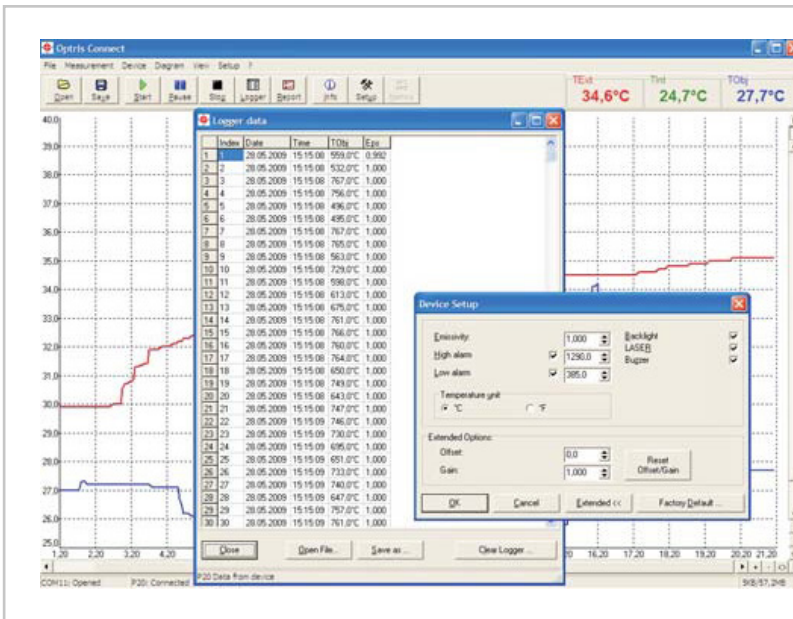 Optris Connect
File Measurement Device Diagram View Setup ?
Open Save Start Pause Stop Logger Report Info Setup
TExt TInt TObj
34,6°C 24,7°C 27,7°C
Logger data
Index Date Time TObj Eps
1 1 28.05.2009 15:15:08 559,0°C 0,992
2 2 28.05.2009 15:15:08 532,0°C 1,000
3 3 28.05.2009 15:15:08 767,0°C 1,000
4 4 28.05.2009 15:15:08 756,0°C 1,000
5 5 28.05.2009 15:15:08 496,0°C 1,000
6 6 28.05.2009 15:15:08 495,0°C 1,000
7 7 28.05.2009 15:15:08 767,0°C 1,000
8 8 28.05.2009 15:15:08 765,0°C 1,000
9 9 28.05.2009 15:15:08 563,0°C 1,000
10 10 28.05.2009 15:15:08 729,0°C 1,000
11 11 28.05.2009 15:15:08 598,0°C 1,000
12 12 28.05.2009 15:15:08 613,0°C 1,000
13 13 28.05.2009 15:15:08 675,0°C 1,000
14 14 28.05.2009 15:15:08 761,0°C 1,000
15 15 28.05.2009 15:15:08 766,0°C 1,000
16 16 28.05.2009 15:15:08 760,0°C 1,000
17 17 28.05.2009 15:15:08 764,0°C 1,000
18 18 28.05.2009 15:15:08 650,0°C 1,000
19 19 28.05.2009 15:15:08 749,0°C 1,000
20 20 28.05.2009 15:15:08 643,0°C 1,000
21 21 28.05.2009 15:15:08 747,0°C 1,000
22 22 28.05.2009 15:15:09 746,0°C 1,000
23 23 28.05.2009 15:15:09 730,0°C 1,000
24 24 28.05.2009 15:15:09 695,0°C 1,000
25 25 28.05.2009 15:15:09 651,0°C 1,000
26 26 28.05.2009 15:15:09 733,0°C 1,000
27 27 28.05.2009 15:15:09 740,0°C 1,000
28 28 28.05.2009 15:15:09 647,0°C 1,000
29 29 28.05.2009 15:15:09 757,0°C 1,000
30 30 28.05.2009 15:15:09 761,0°C 1,000
Close Open File... Save as ... Clear Logger ...
P20 Data from device
Device Setup
Emissivity: 1,000 Backlight
LASER
High alarm 1290,0 Buzzer
Low alarm 385,0
Temperature unit
°C °F
Extended Options:
Offset: 0,0 Reset
Gain: 1,000 Offset/Gain
OK Cancel Extended << Factory Default ...
40,0
39,0
38,0
37,0
36,0
35,0
34,0
33,0
32,0
31,0
30,0
29,0
28,0
27,0
26,0
25,0
1,20 2,20 3,20 4,20 16,20 17,20 18,20 19,20 20,20 21,20
COM11: Opened P20: Connected 5KB/57,2MB